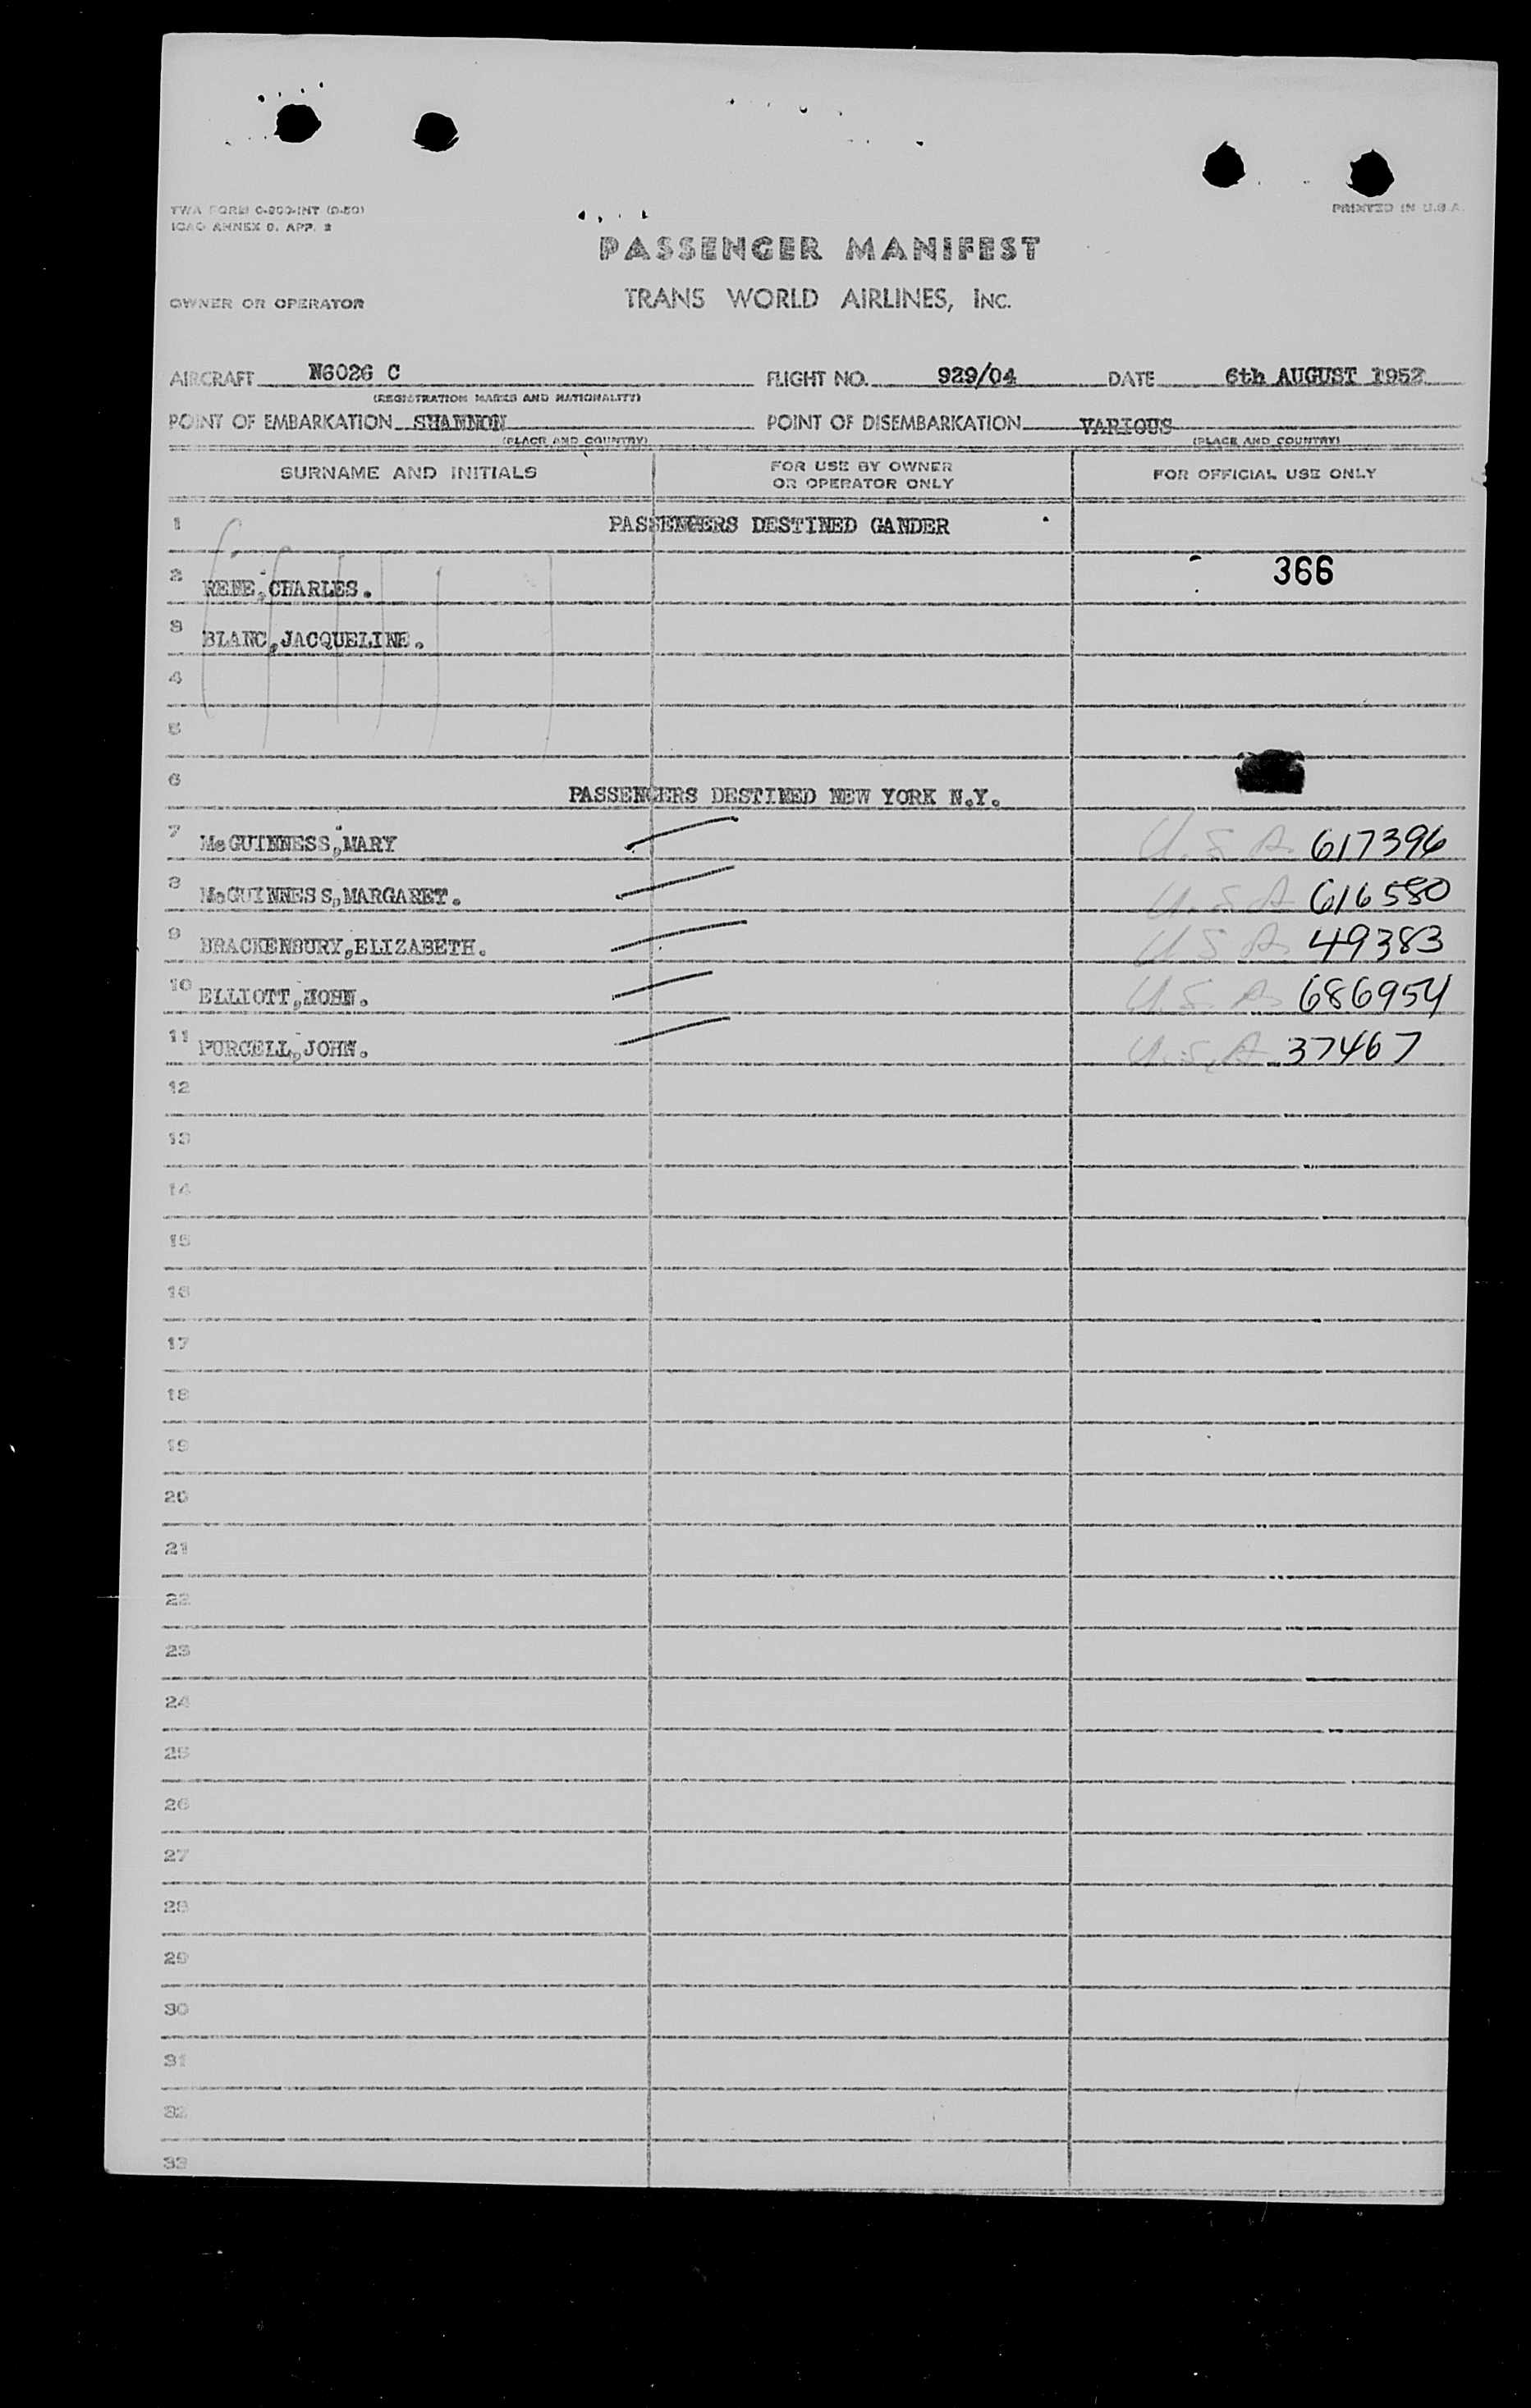 TWA FORM C-800-INT (9-50) PRINTED IN U.S.A.
ICAO ANNEX 9. APP. 2
PASSENGER MANIFEST
OWNER OR OPERATOR TRANS WORLD AIRLINES, INC.
AIRCRAFT N6026 C FLIGHT NO. 929/04 DATE 6th AUGUST 1952
(REGISTRATION MARKS AND NATIONALITY)
POINT OF EMBARKATION SHANNON POINT OF DISEMBARKATION VARIOUS
(PLACE AND COUNTRY) (PLACE AND COUNTRY)
SURNAME AND INITIALS FOR USE BY OWNER OR OPERATOR ONLY FOR OFFICIAL USE ONLY
1 PASSENGERS DESTINED GANDER
2 RENE,CHARLES. 366
3 BLANC,JACQUELINE.
4
5
6 PASSENGERS DESTINED NEW YORK N.Y.
7 McGUINNESS,MARY U.S.A. 617396
8 McGUINNESS,MARGARET. U.S.A 616580
9 BRACKENBURY,ELIZABETH. U.S.A. 49383
10 ELLIOTT,JOHN. U.S.A. 686954
11 PURCELL,JOHN. U.S.A. 37467
12
13
14
15
16
17
18
19
20
21
22
23
24
25
26
27
28
29
30
31
32
33